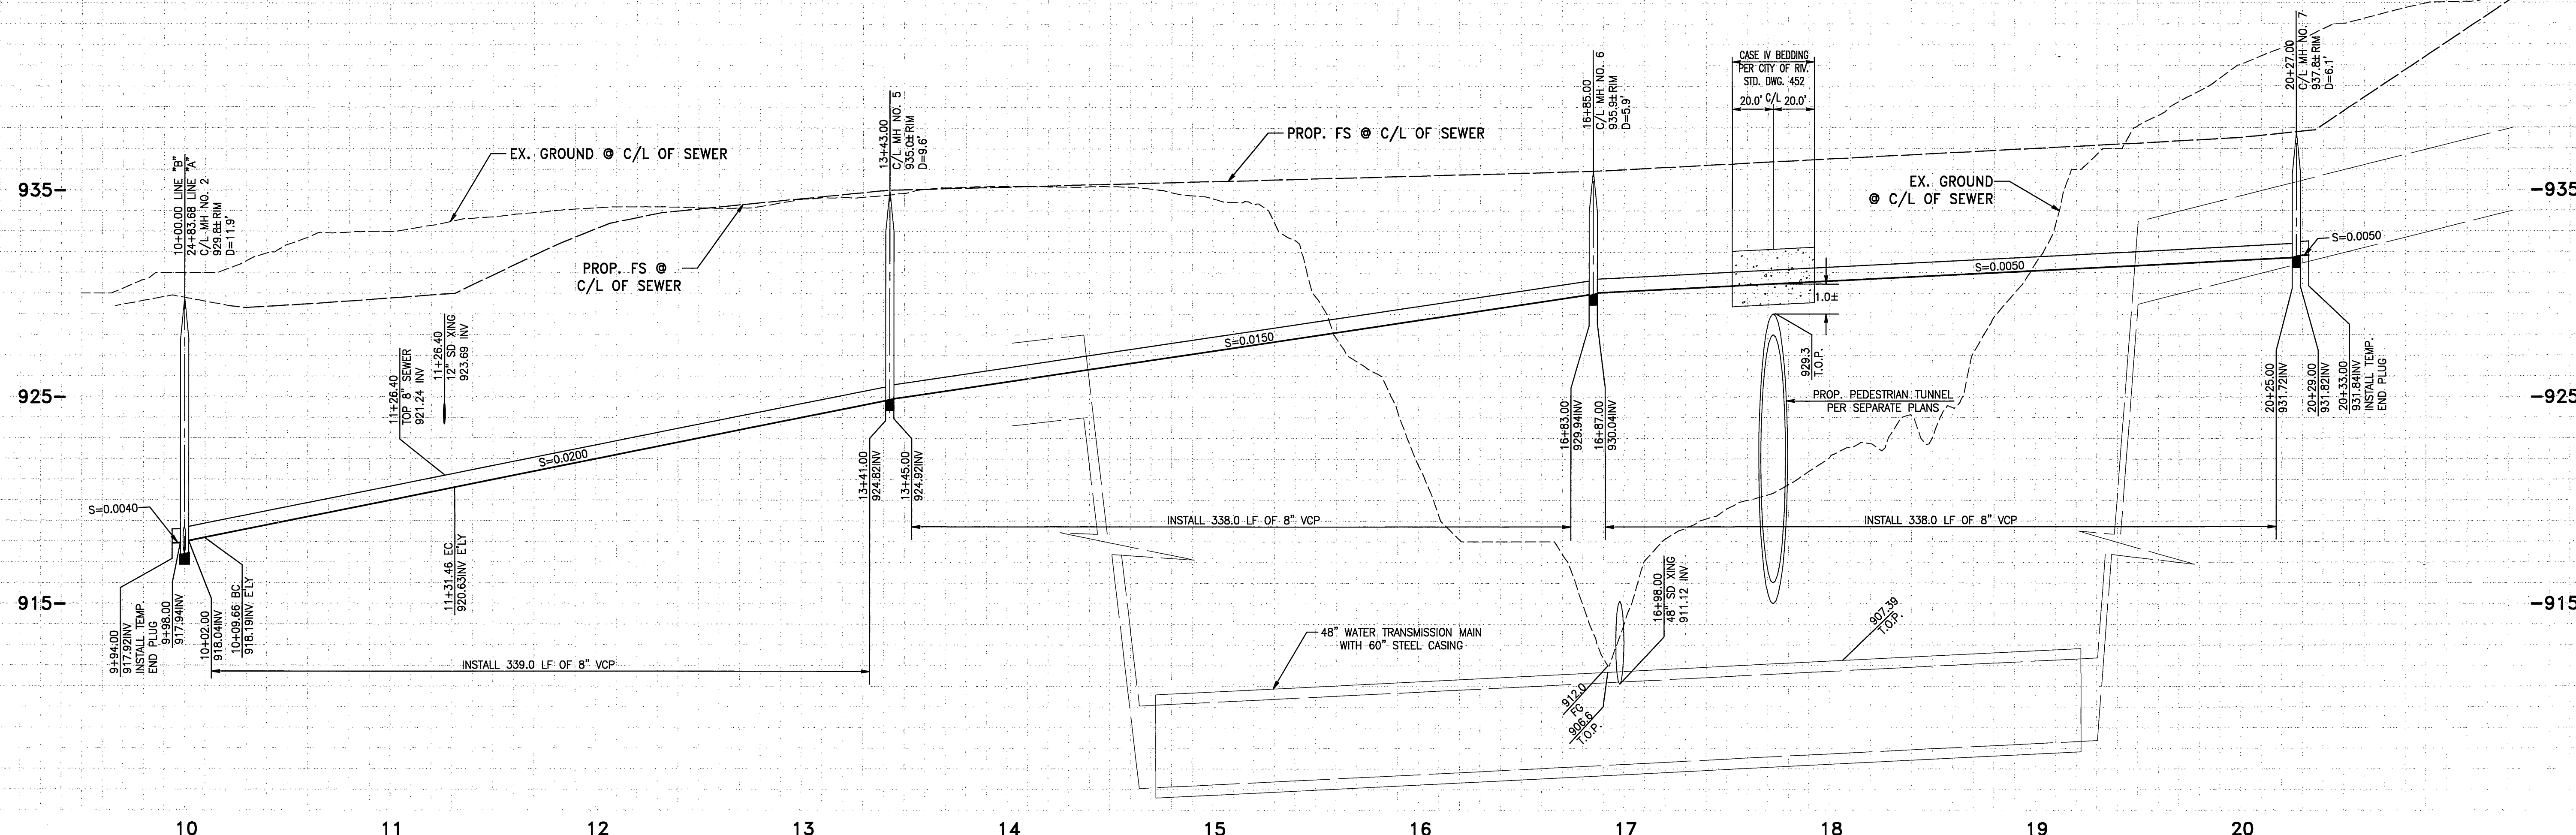 10+00.00 LINE "B"
24+83.68 LINE "A"
C/L MH NO. 2
929.8±RIM
D=11.9'
EX. GROUND @ C/L OF SEWER
PROP. FS @
C/L OF SEWER
13+43.00
C/L MH NO. 5
935.0±RIM
D=9.6'
PROP. FS @ C/L OF SEWER
16+85.00
C/L MH NO. 6
935.9±RIM
D=5.9'
CASE IV BEDDING
PER CITY OF RIV.
STD. DWG. 452
20.0' C/L 20.0'
EX. GROUND
@ C/L OF SEWER
20+27.00
C/L MH NO. 7
937.8±RIM
D=6.1'
935
935
925
925
915
915
S=0.0040
S=0.0200
S=0.0150
S=0.0050
S=0.0050
1.0±
11+26.40
TOP 8" SEWER
921.24 INV
11+26.40
12" SD XING
923.69 INV
9+94.00
917.92INV
INSTALL TEMP.
END PLUG
9+98.00
917.94INV
10+02.00
918.04INV
10+09.66 BC
918.19INV E'LY
11+31.46 EC
920.63INV E'LY
13+41.00
924.82INV
13+45.00
924.92INV
16+83.00
929.94INV
16+87.00
930.04INV
929.3
T.O.P.
PROP. PEDESTRIAN TUNNEL
PER SEPARATE PLANS
20+25.00
931.72INV
20+29.00
931.82INV
20+33.00
931.84INV
INSTALL TEMP.
END PLUG
INSTALL 339.0 LF OF 8" VCP
INSTALL 338.0 LF OF 8" VCP
INSTALL 338.0 LF OF 8" VCP
48" WATER TRANSMISSION MAIN
WITH 60" STEEL CASING
16+98.00
48" SD XING
911.12 INV
912.0
FG
906.6
T.O.P.
907.39
T.O.P.
10 11 12 13 14 15 16 17 18 19 20